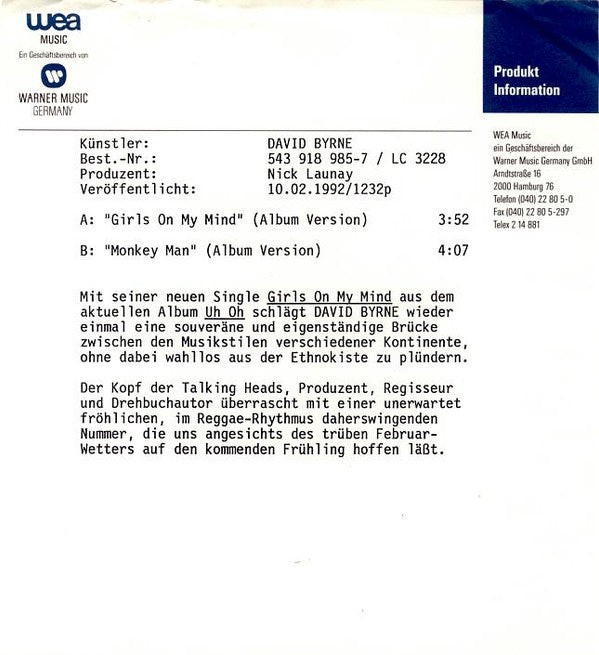 wea
MUSIC
Ein Geschäftsbereich von
WARNER MUSIC
GERMANY
Produkt
Information
WEA Music
ein Geschäftsbereich der
Warner Music Germany GmbH
Arndtstraße 16
2000 Hamburg 76
Telefon (040) 22 80 5-0
Fax (040) 22 80 5-297
Telex 2 14 881
Künstler: DAVID BYRNE
Best.-Nr.: 543 918 985-7 / LC 3228
Produzent: Nick Launay
Veröffentlicht: 10.02.1992/1232p
A: "Girls On My Mind" (Album Version) 3:52
B: "Monkey Man" (Album Version) 4:07
Mit seiner neuen Single Girls On My Mind aus dem
aktuellen Album Uh Oh schlägt DAVID BYRNE wieder
einmal eine souveräne und eigenständige Brücke
zwischen den Musikstilen verschiedener Kontinente,
ohne dabei wahllos aus der Ethnokiste zu plündern.
Der Kopf der Talking Heads, Produzent, Regisseur
und Drehbuchautor überrascht mit einer unerwartet
fröhlichen, im Reggae-Rhythmus daherswingenden
Nummer, die uns angesichts des trüben Februar-
Wetters auf den kommenden Frühling hoffen läßt.